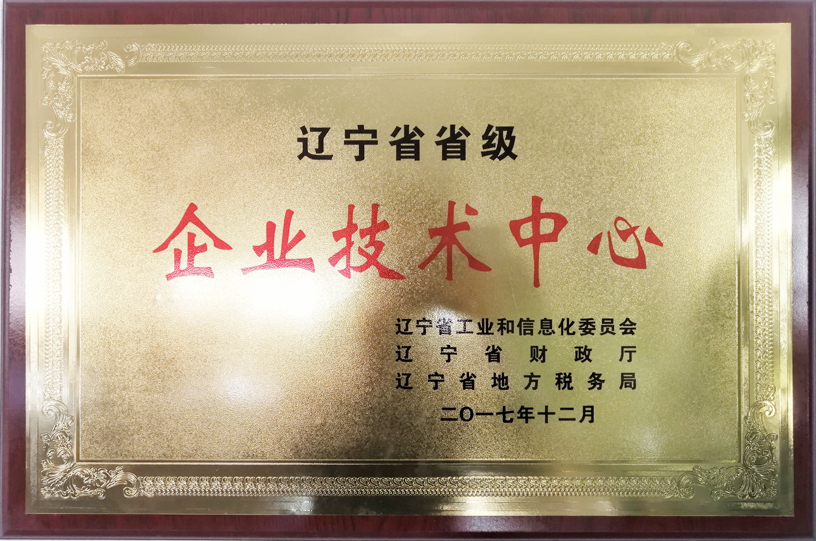 辽宁省省级
企业技术中心
辽宁省工业和信息化委员会
辽宁省财政厅
辽宁省地方税务局
二〇一七年十二月